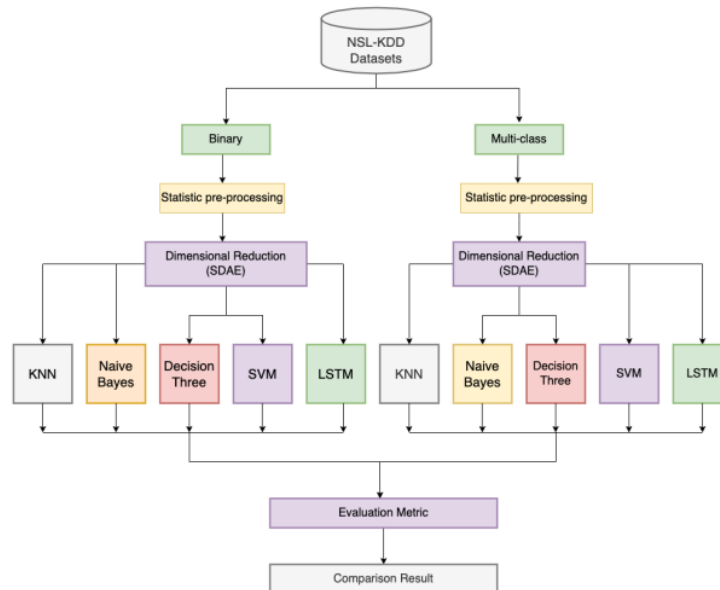 NSL-KDD
Datasets
Binary
Multi-class
Statistic pre-processing
Statistic pre-processing
Dimensional Reduction
(SDAE)
Dimensional Reduction
(SDAE)
KNN
Naive
Bayes
Decision
Three
SVM
LSTM
KNN
Naive
Bayes
Decision
Three
SVM
LSTM
Evaluation Metric
Comparison Result